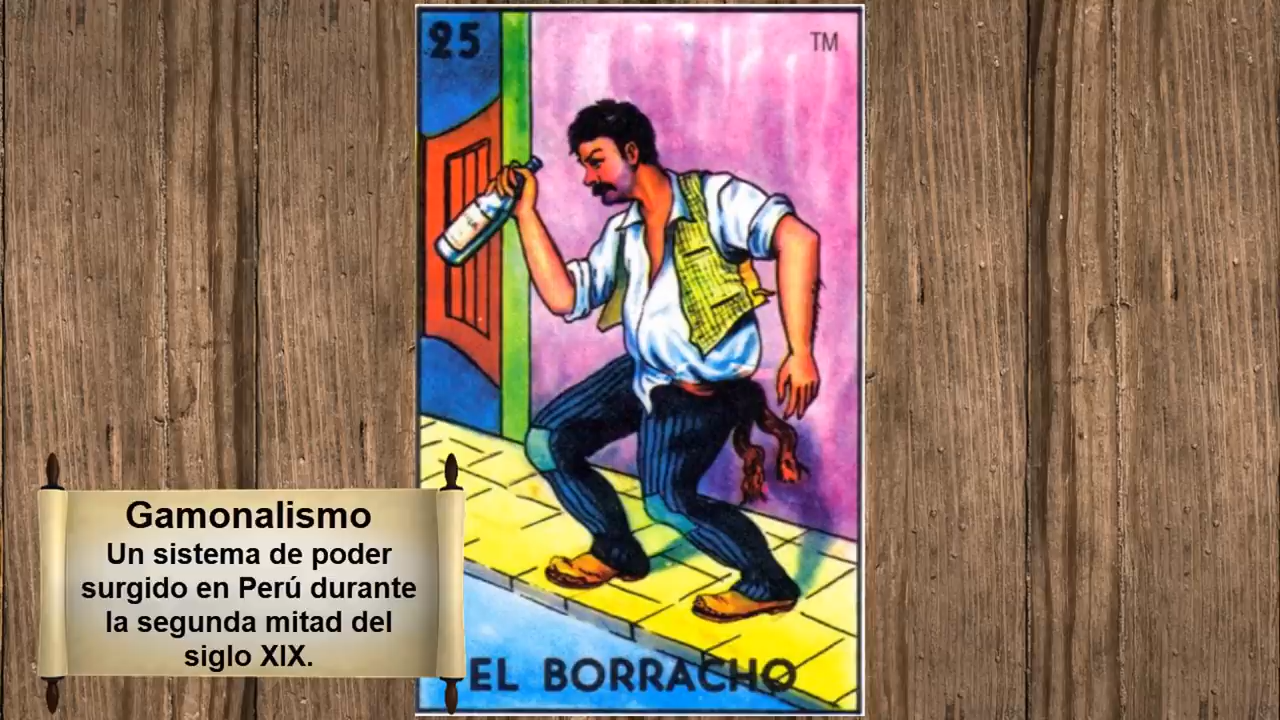 25
TM
Gamonalismo
Un sistema de poder
surgido en Perú durante
la segunda mitad del
siglo XIX.
EL BORRACHO